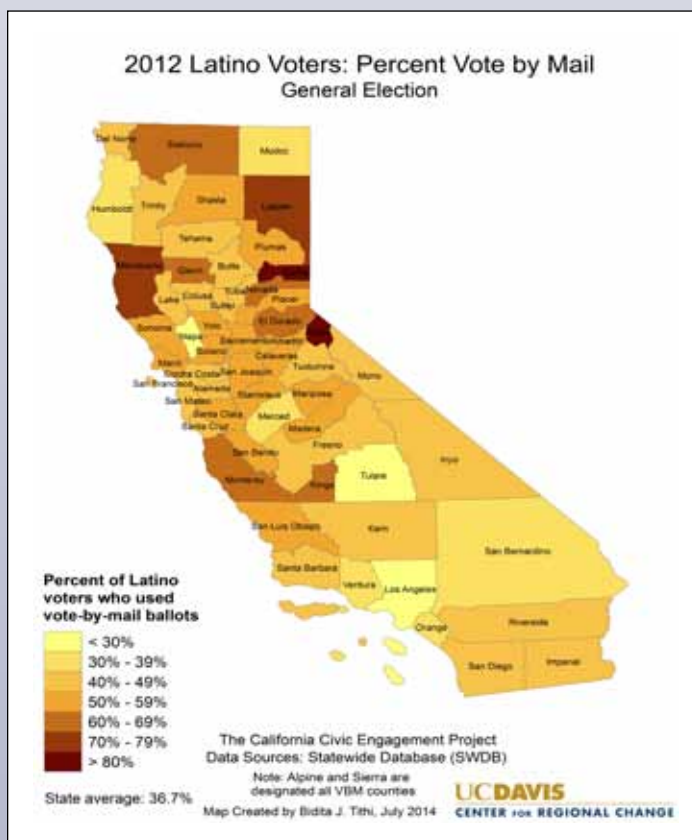 2012 Latino Voters: Percent Vote by Mail
General Election
Del Norte
Siskiyou
Modoc
Humboldt
Trinity
Shasta
Lassen
Tehama
Plumas
Mendocino
Glenn
Butte
Lake
Colusa
Yuba
Nevada
Sutter
Placer
El Dorado
Sonoma
Napa
Yolo
Sacramento
Solano
Calaveras
Marin
Contra Costa
San Joaquin
Tuolumne
Mono
San Francisco
Alameda
Stanislaus
Mariposa
San Mateo
Santa Clara
Merced
Santa Cruz
Madera
Fresno
San Benito
Monterey
Kings
Tulare
Inyo
San Luis Obispo
Kern
San Bernardino
Santa Barbara
Ventura
Los Angeles
Orange
Riverside
San Diego
Imperial
Percent of Latino
voters who used
vote-by-mail ballots
< 30%
30% - 39%
40% - 49%
50% - 59%
60% - 69%
70% - 79%
> 80%
State average: 36.7%
The California Civic Engagement Project
Data Sources: Statewide Database (SWDB)
Note: Alpine and Sierra are
designated all VBM counties
Map Created by Bidita J. Tithi, July 2014
UCDAVIS
CENTER FOR REGIONAL CHANGE